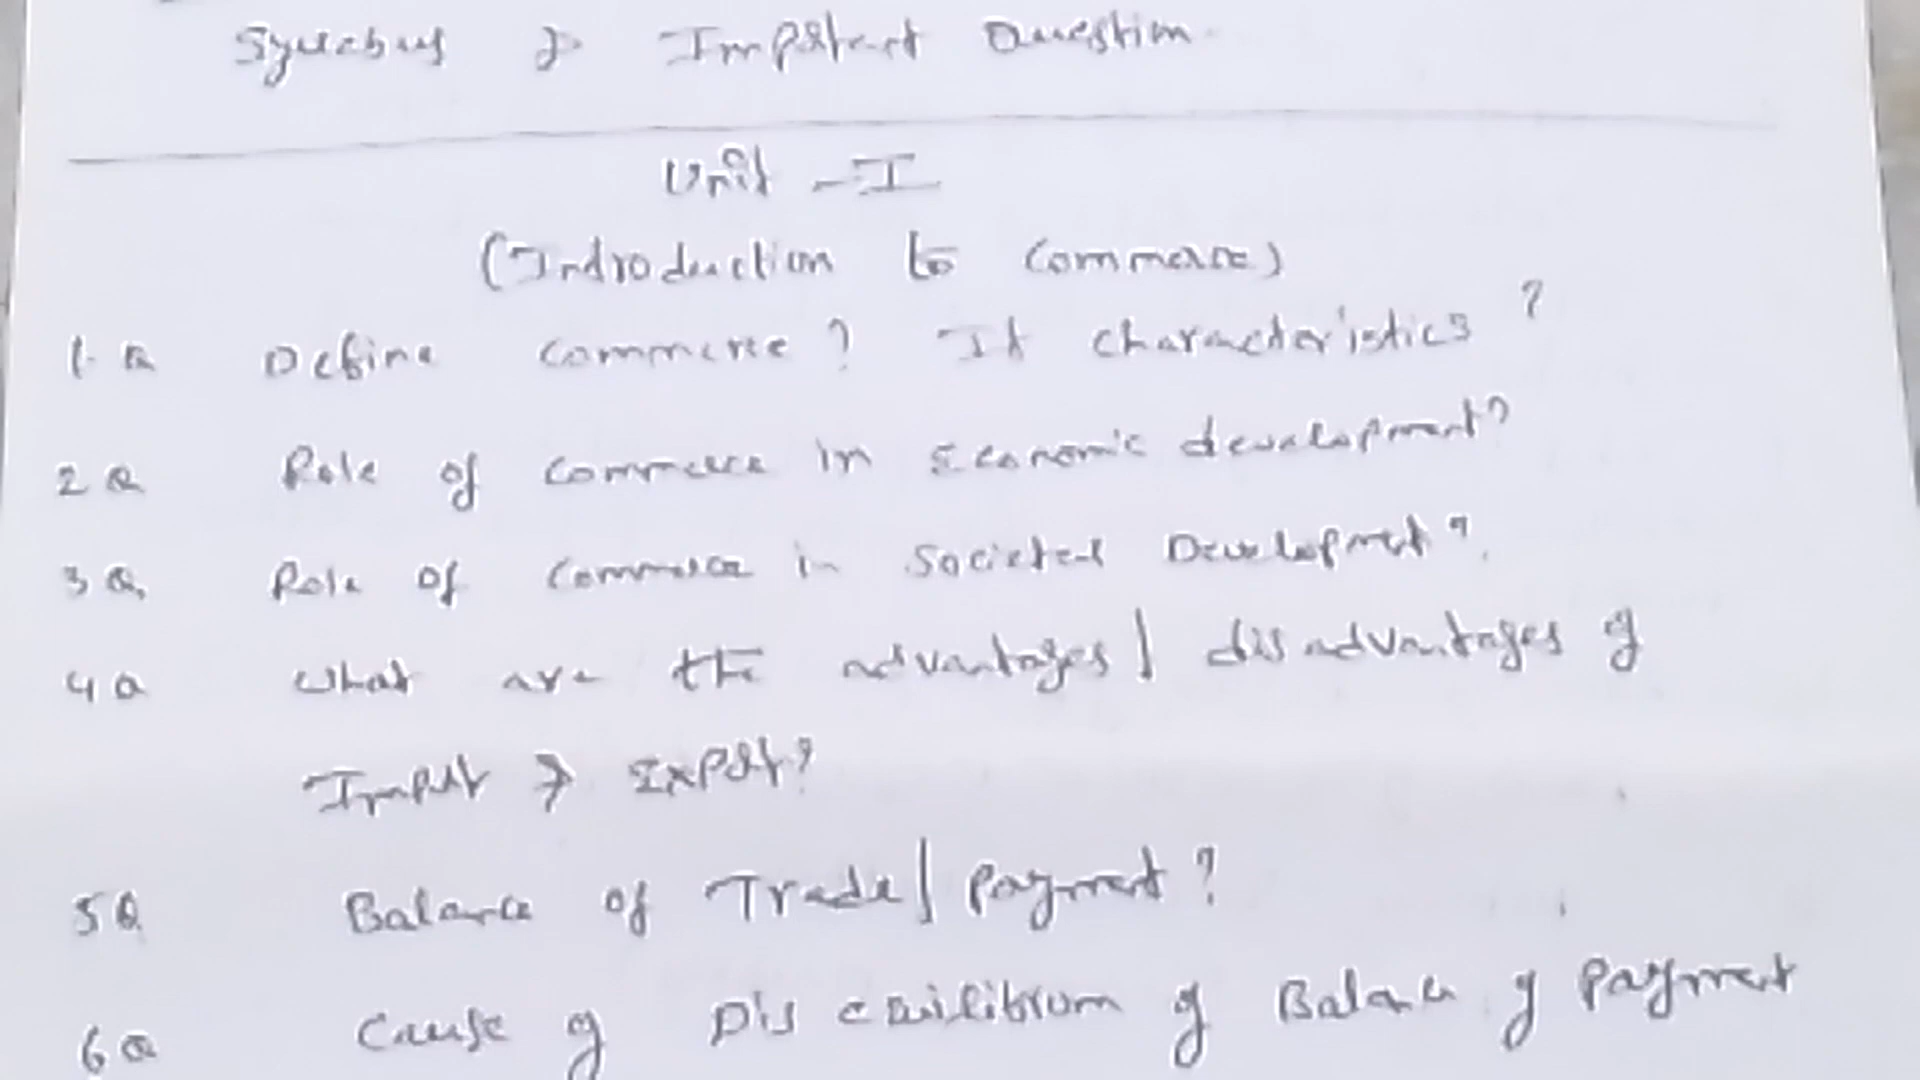 Syllabus & Important Question.
Unit - I
(Introduction to Commerce)
1. Q Define Commerce? It characteristics?
2 Q Role of Commerce in Economic development?
3 Q, Role of Commerce in Societal Development?
4 Q What are the advantages | disadvantages of
Import & Export?
5 Q Balance of Trade | Payment?
6 Q Cause of Dis equilibrium of Balance of Payment